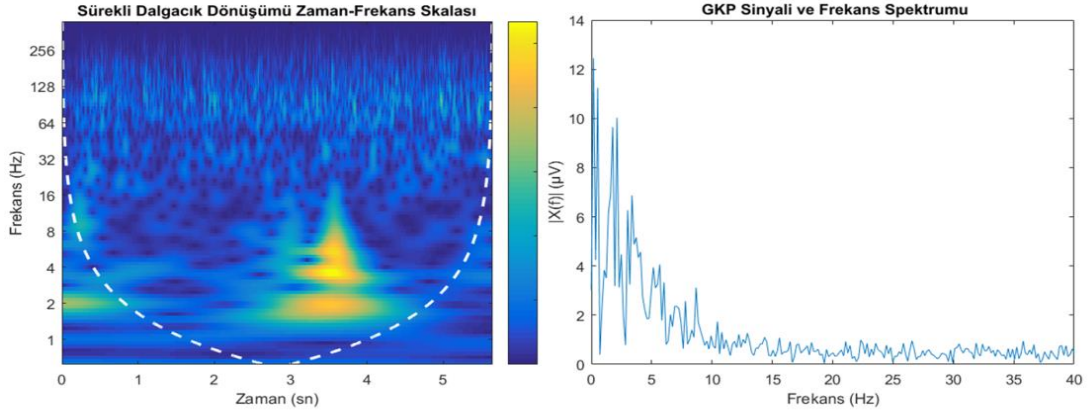 Sürekli Dalgacık Dönüşümü Zaman-Frekans Skalası
256
128
64
32
16
8
4
2
1
Frekans (Hz)
0 1 2 3 4 5
Zaman (sn)
GKP Sinyali ve Frekans Spektrumu
14
12
10
8
6
4
2
0
|X(f)| (µV)
0 5 10 15 20 25 30 35 40
Frekans (Hz)